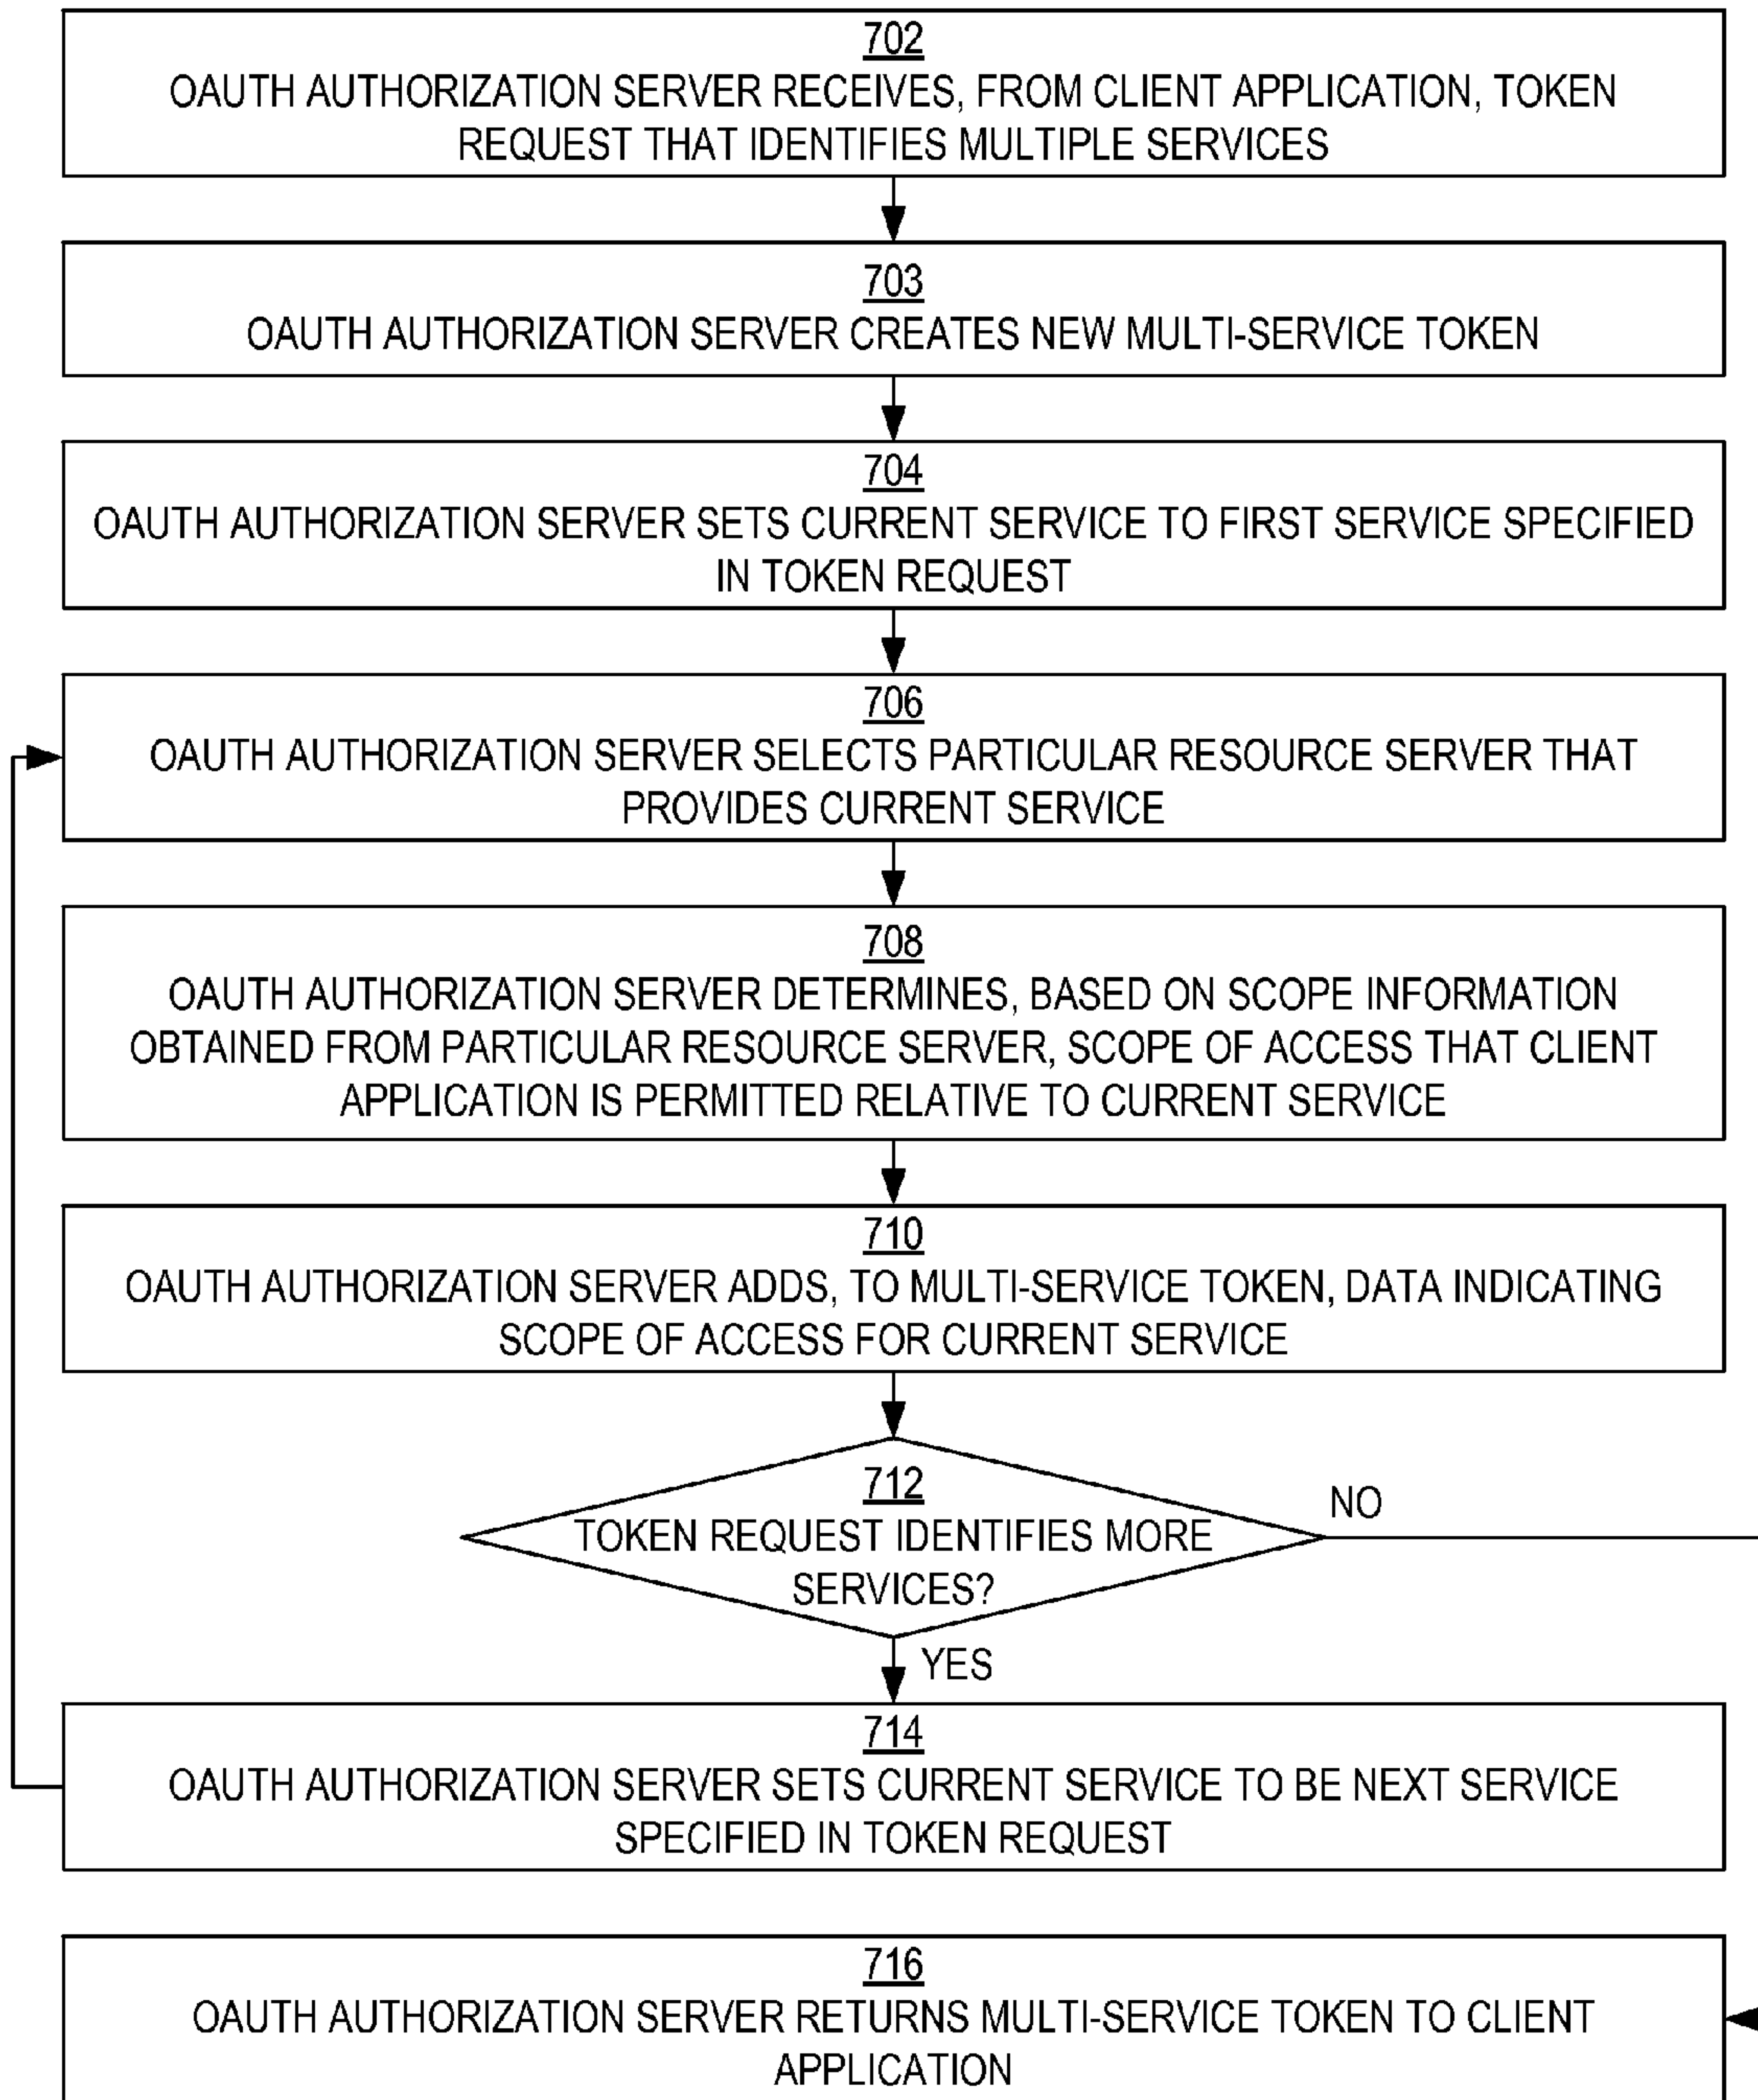 702
OAUTH AUTHORIZATION SERVER RECEIVES, FROM CLIENT APPLICATION, TOKEN
REQUEST THAT IDENTIFIES MULTIPLE SERVICES
703
OAUTH AUTHORIZATION SERVER CREATES NEW MULTI-SERVICE TOKEN
704
OAUTH AUTHORIZATION SERVER SETS CURRENT SERVICE TO FIRST SERVICE SPECIFIED
IN TOKEN REQUEST
706
OAUTH AUTHORIZATION SERVER SELECTS PARTICULAR RESOURCE SERVER THAT
PROVIDES CURRENT SERVICE
708
OAUTH AUTHORIZATION SERVER DETERMINES, BASED ON SCOPE INFORMATION
OBTAINED FROM PARTICULAR RESOURCE SERVER, SCOPE OF ACCESS THAT CLIENT
APPLICATION IS PERMITTED RELATIVE TO CURRENT SERVICE
710
OAUTH AUTHORIZATION SERVER ADDS, TO MULTI-SERVICE TOKEN, DATA INDICATING
SCOPE OF ACCESS FOR CURRENT SERVICE
712
TOKEN REQUEST IDENTIFIES MORE
SERVICES?
NO
YES
714
OAUTH AUTHORIZATION SERVER SETS CURRENT SERVICE TO BE NEXT SERVICE
SPECIFIED IN TOKEN REQUEST
716
OAUTH AUTHORIZATION SERVER RETURNS MULTI-SERVICE TOKEN TO CLIENT
APPLICATION